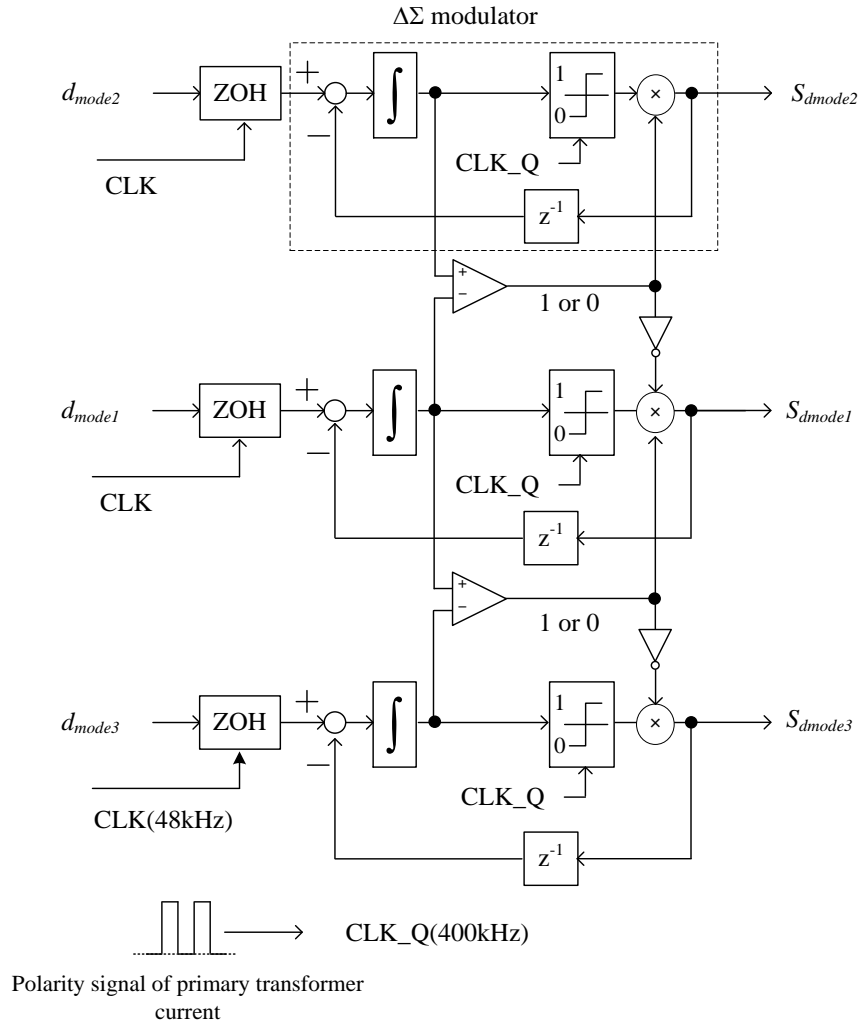 ΔΣ modulator
d_mode2
ZOH
+
−
∫
1
0
×
S_dmode2
CLK
CLK_Q
z⁻¹
+
−
1 or 0
d_mode1
ZOH
+
−
∫
1
0
×
S_dmode1
CLK
CLK_Q
z⁻¹
+
−
1 or 0
d_mode3
ZOH
+
−
∫
1
0
×
S_dmode3
CLK(48kHz)
CLK_Q
z⁻¹
CLK_Q(400kHz)
Polarity signal of primary transformer
current